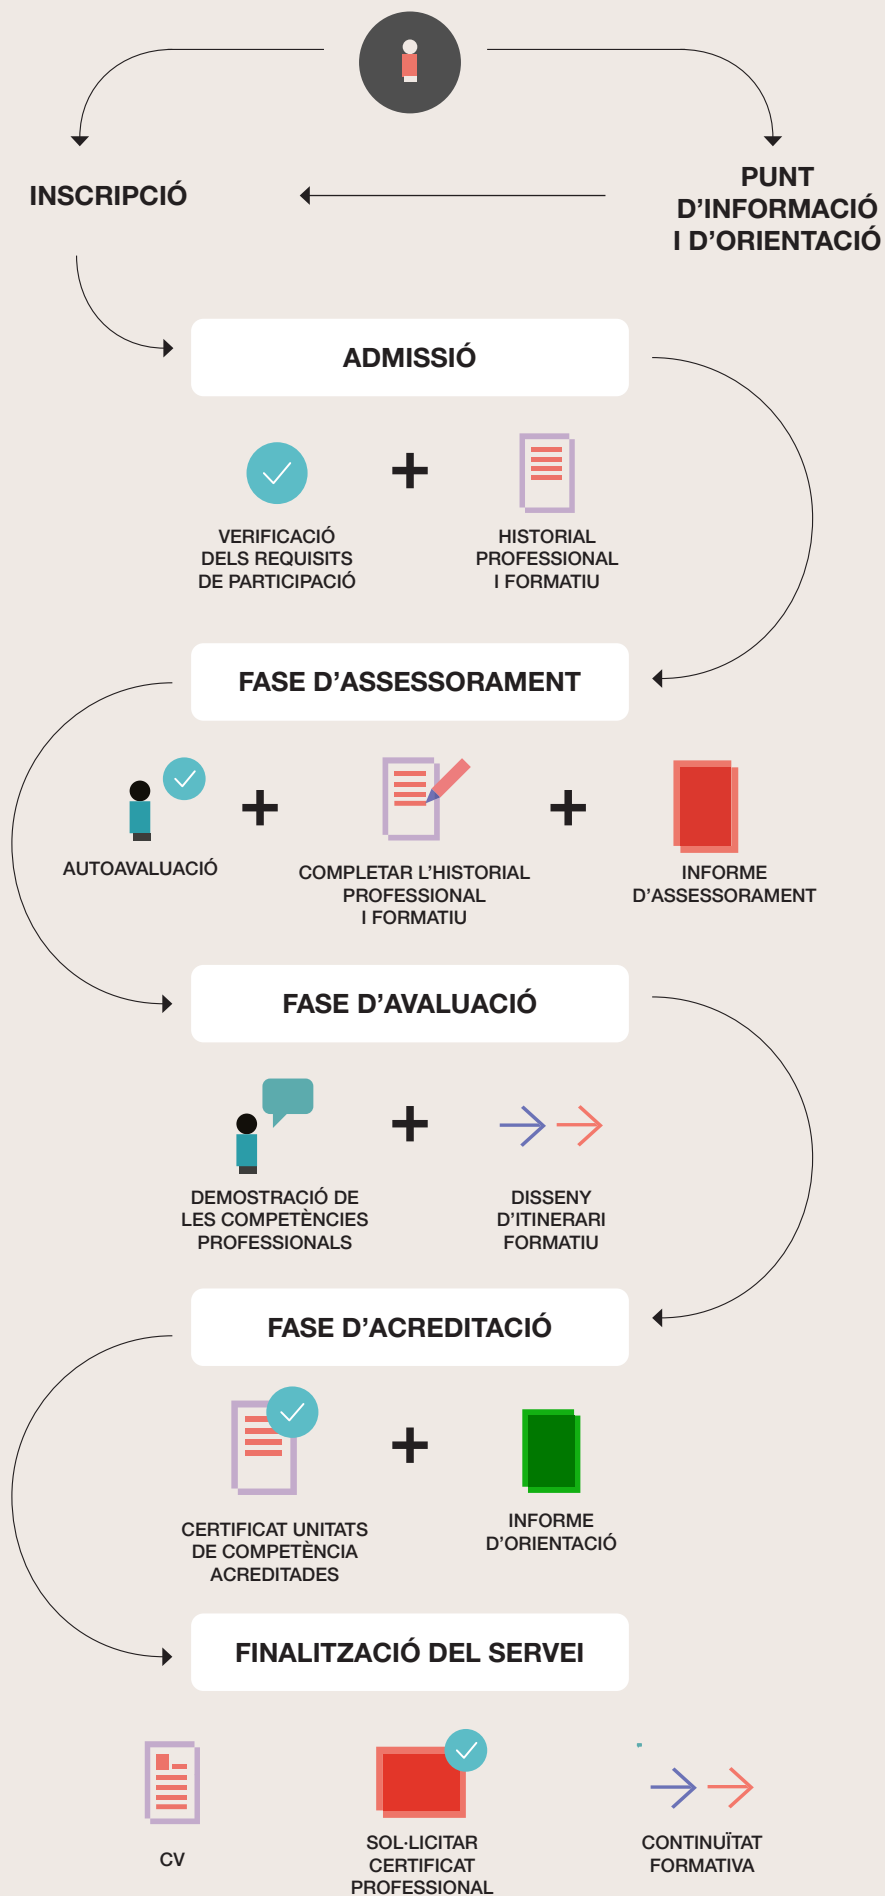 INSCRIPCIÓ
PUNT
D’INFORMACIÓ
I D’ORIENTACIÓ
ADMISSIÓ
VERIFICACIÓ
DELS REQUISITS
DE PARTICIPACIÓ
HISTORIAL
PROFESSIONAL
I FORMATIU
FASE D’ASSESSORAMENT
AUTOAVALUACIÓ
COMPLETAR L’HISTORIAL
PROFESSIONAL
I FORMATIU
INFORME
D’ASSESSORAMENT
FASE D’AVALUACIÓ
DEMOSTRACIÓ DE
LES COMPETÈNCIES
PROFESSIONALS
DISSENY
D’ITINERARI
FORMATIU
FASE D’ACREDITACIÓ
CERTIFICAT UNITATS
DE COMPETÈNCIA
ACREDITADES
INFORME
D’ORIENTACIÓ
FINALITZACIÓ DEL SERVEI
CV
SOL·LICITAR
CERTIFICAT
PROFESSIONAL
CONTINUÏTAT
FORMATIVA